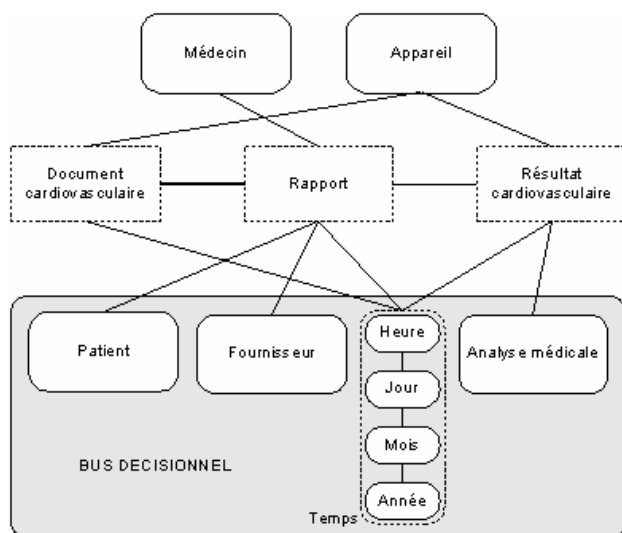 Médecin
Appareil
Document
cardiovasculaire
Rapport
Résultat
cardiovasculaire
Patient
Fournisseur
Heure
Analyse médicale
Jour
Mois
BUS DECISIONNEL
Année
Temps